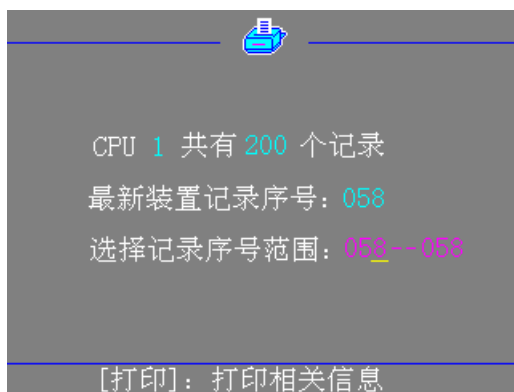 CPU 1 共有 200 个记录
最新装置记录序号: 058
选择记录序号范围: 058--058
[打印]: 打印相关信息